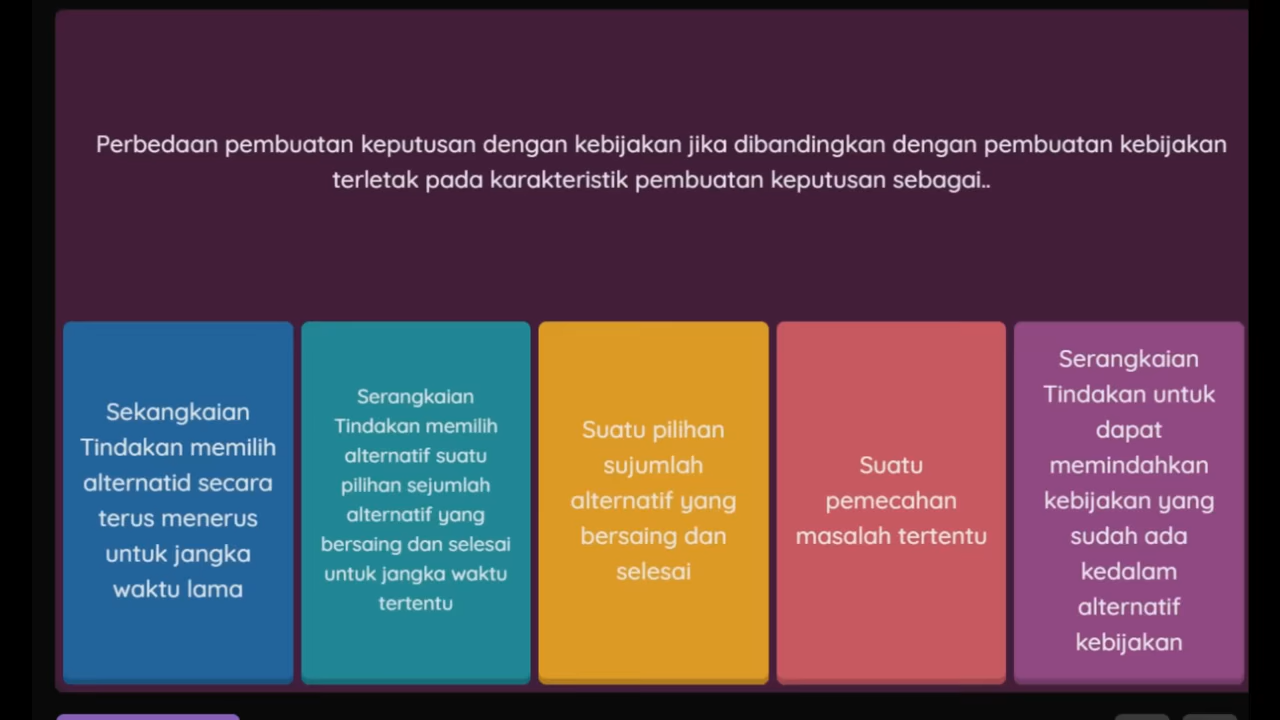 Perbedaan pembuatan keputusan dengan kebijakan jika dibandingkan dengan pembuatan kebijakan
terletak pada karakteristik pembuatan keputusan sebagai..
Sekangkaian
Tindakan memilih
alternatid secara
terus menerus
untuk jangka
waktu lama
Serangkaian
Tindakan memilih
alternatif suatu
pilihan sejumlah
alternatif yang
bersaing dan selesai
untuk jangka waktu
tertentu
Suatu pilihan
sujumlah
alternatif yang
bersaing dan
selesai
Suatu
pemecahan
masalah tertentu
Serangkaian
Tindakan untuk
dapat
memindahkan
kebijakan yang
sudah ada
kedalam
alternatif
kebijakan